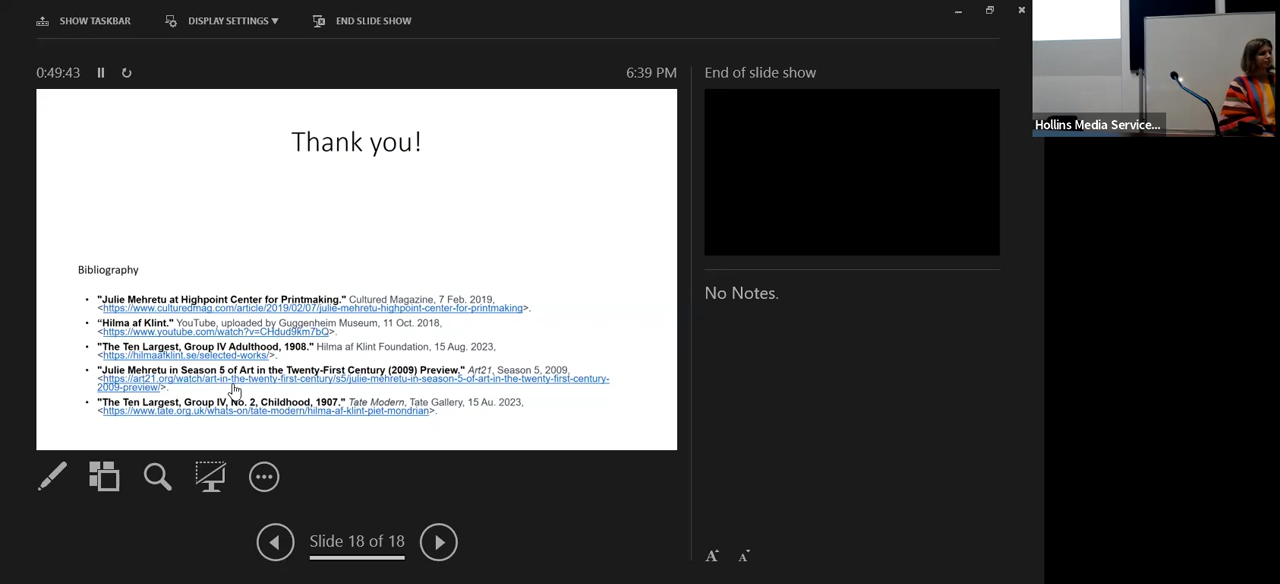 SHOW TASKBAR
DISPLAY SETTINGS ▼
END SLIDE SHOW
0:49:43
6:39 PM
Thank you!
Bibliography
• "Julie Mehretu at Highpoint Center for Printmaking." Cultured Magazine, 7 Feb. 2019,
<https://www.culturedmag.com/article/2019/02/07/julie-mehretu-highpoint-center-for-printmaking>.
• “Hilma af Klint." YouTube, uploaded by Guggenheim Museum, 11 Oct. 2018,
<https://www.youtube.com/watch?v=CHdud9km7bQ>.
• "The Ten Largest, Group IV Adulthood, 1908." Hilma af Klint Foundation, 15 Aug. 2023,
<https://hilmaafklint.se/selected-works/>.
• "Julie Mehretu in Season 5 of Art in the Twenty-First Century (2009) Preview." Art21, Season 5, 2009,
<https://art21.org/watch/art-in-the-twenty-first-century/s5/julie-mehretu-in-season-5-of-art-in-the-twenty-first-century-
2009-preview/>.
• "The Ten Largest, Group IV, No. 2, Childhood, 1907." Tate Modern, Tate Gallery, 15 Au. 2023,
<https://www.tate.org.uk/whats-on/tate-modern/hilma-af-klint-piet-mondrian>.
Slide 18 of 18
End of slide show
No Notes.
A A
Hollins Media Service...